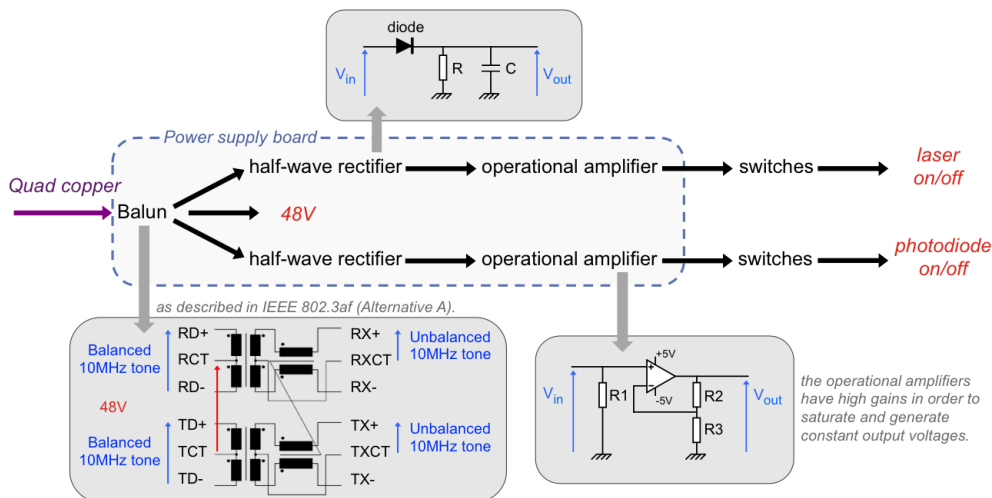 diode
V_in
R
C
V_out
Power supply board
Quad copper
Balun
half-wave rectifier
operational amplifier
switches
laser
on/off
48V
half-wave rectifier
operational amplifier
switches
photodiode
on/off
as described in IEEE 802.3af (Alternative A).
Balanced
10MHz tone
RD+
RCT
RD-
RX+
RXCT
RX-
Unbalanced
10MHz tone
48V
Balanced
10MHz tone
TD+
TCT
TD-
TX+
TXCT
TX-
Unbalanced
10MHz tone
V_in
R1
+
-
+5V
-5V
R2
R3
V_out
the operational amplifiers
have high gains in order to
saturate and generate
constant output voltages.